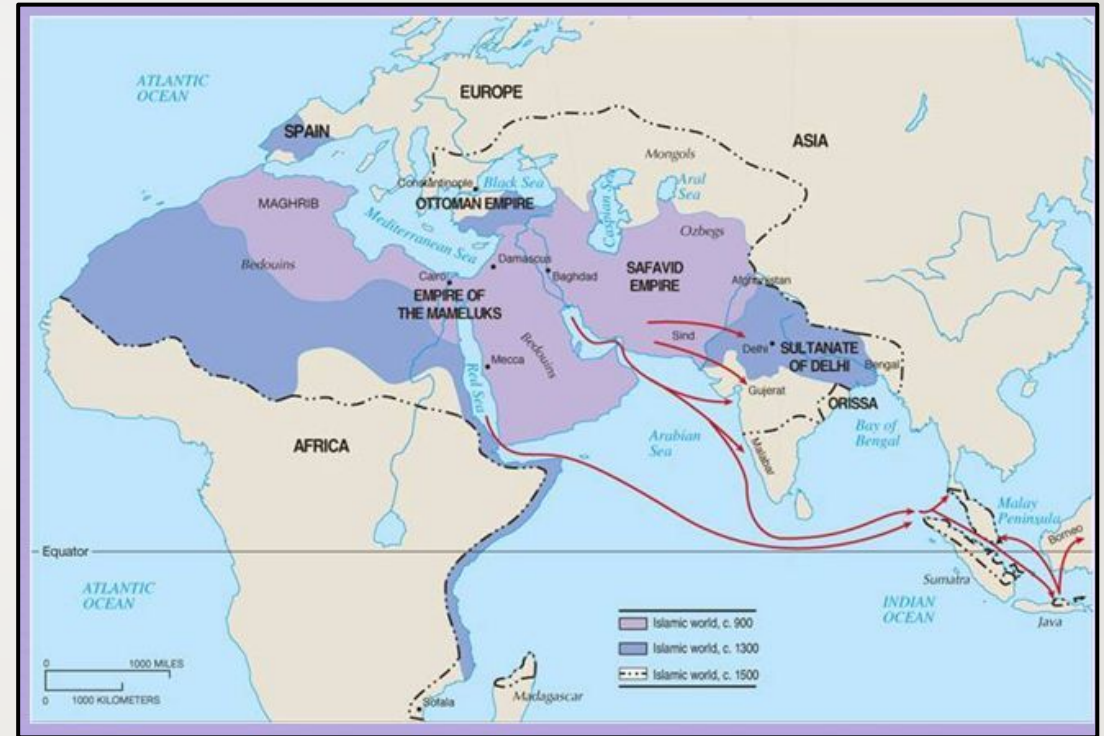 ATLANTIC
OCEAN
EUROPE
SPAIN
ASIA
Mongols
Constantinople
Black Sea
Caspian Sea
Aral
Sea
MAGHRIB
OTTOMAN EMPIRE
Mediterranean Sea
Ozbegs
Bedouins
Damascus
Cairo
Baghdad
SAFAVID
EMPIRE
Afghanistan
EMPIRE OF
THE MAMELUKS
Bedouins
Sind
Delhi
SULTANATE
OF DELHI
Bengal
Mecca
Red Sea
Gujerat
ORISSA
AFRICA
Arabian
Sea
Malabar
Bay of
Bengal
Malay
Peninsula
Equator
Borneo
Sumatra
ATLANTIC
OCEAN
INDIAN
OCEAN
Java
Islamic world, c. 900
Islamic world, c. 1300
Islamic world, c. 1500
0 1000 MILES
0 1000 KILOMETERS
Sofala
Madagascar